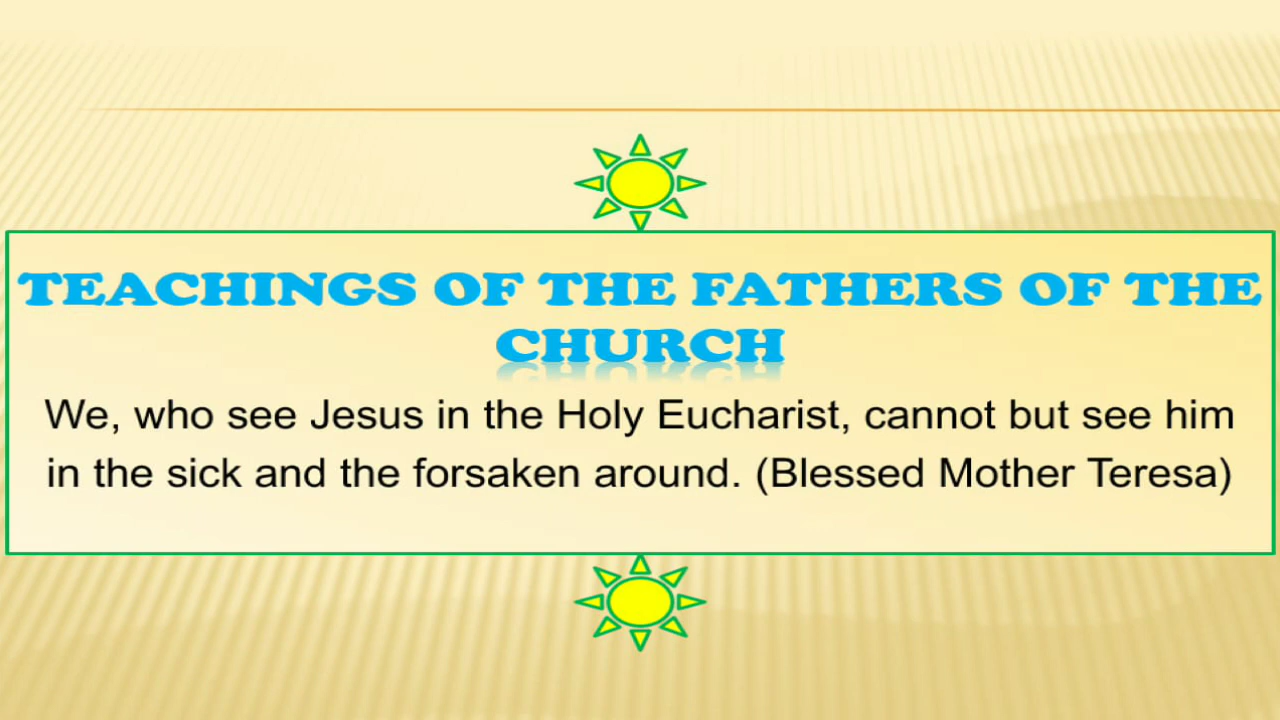 TEACHINGS OF THE FATHERS OF THE
CHURCH
We, who see Jesus in the Holy Eucharist, cannot but see him
in the sick and the forsaken around. (Blessed Mother Teresa)